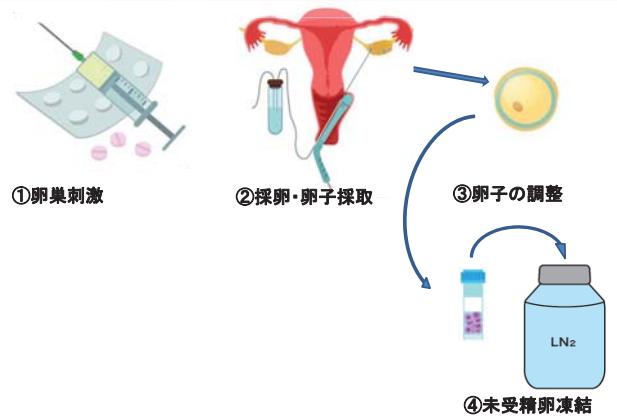 ①卵巣刺激
②採卵・卵子採取
③卵子の調整
LN₂
④未受精卵凍結